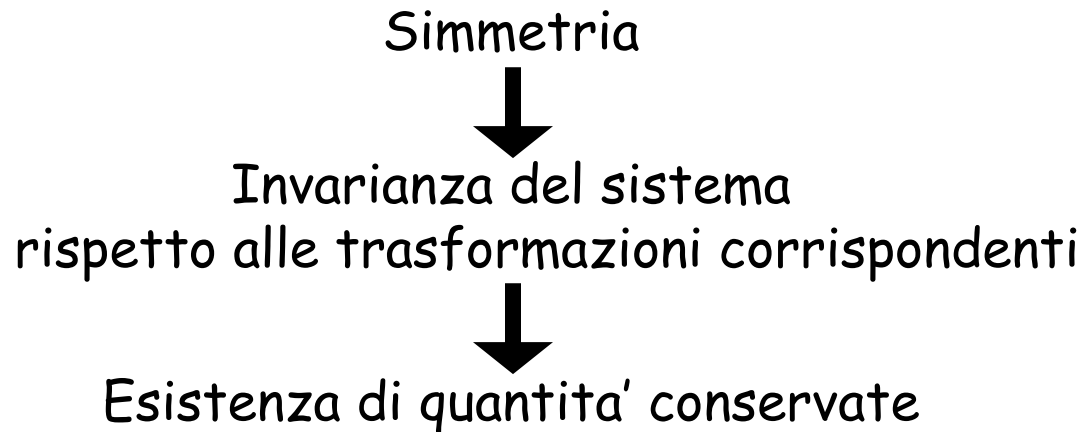 Simmetria
Invarianza del sistema
rispetto alle trasformazioni corrispondenti
Esistenza di quantita’ conservate